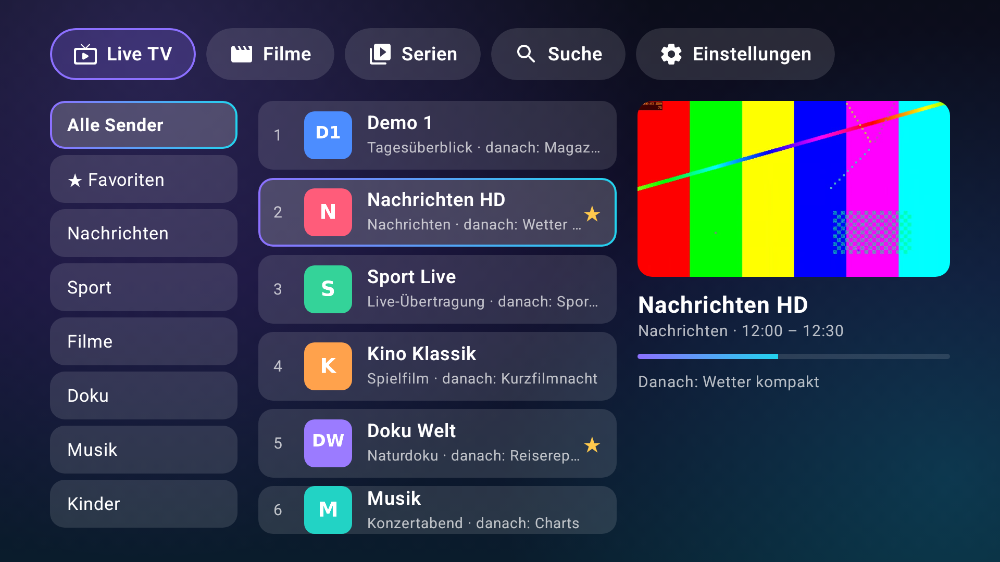 Live TV
Filme
Serien
Suche
Einstellungen
Alle Sender
★ Favoriten
Nachrichten
Sport
Filme
Doku
Musik
Kinder
1
D1
Demo 1
Tagesüberblick · danach: Magaz…
2
N
Nachrichten HD
Nachrichten · danach: Wetter …
★
3
S
Sport Live
Live-Übertragung · danach: Spor…
4
K
Kino Klassik
Spielfilm · danach: Kurzfilmnacht
5
DW
Doku Welt
Naturdoku · danach: Reiserep…
★
6
M
Musik
Konzertabend · danach: Charts
Nachrichten HD
Nachrichten · 12:00 – 12:30
Danach: Wetter kompakt